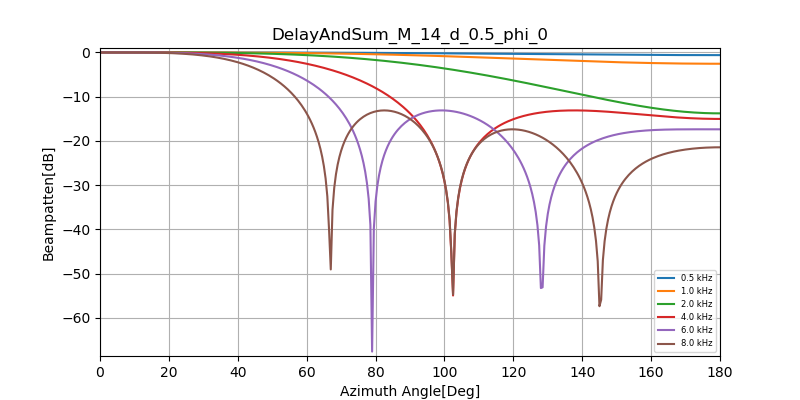 DelayAndSum_M_14_d_0.5_phi_0
Beampatten[dB]
0
−10
−20
−30
−40
−50
−60
0.5 kHz
1.0 kHz
2.0 kHz
4.0 kHz
6.0 kHz
8.0 kHz
0 20 40 60 80 100 120 140 160 180
Azimuth Angle[Deg]